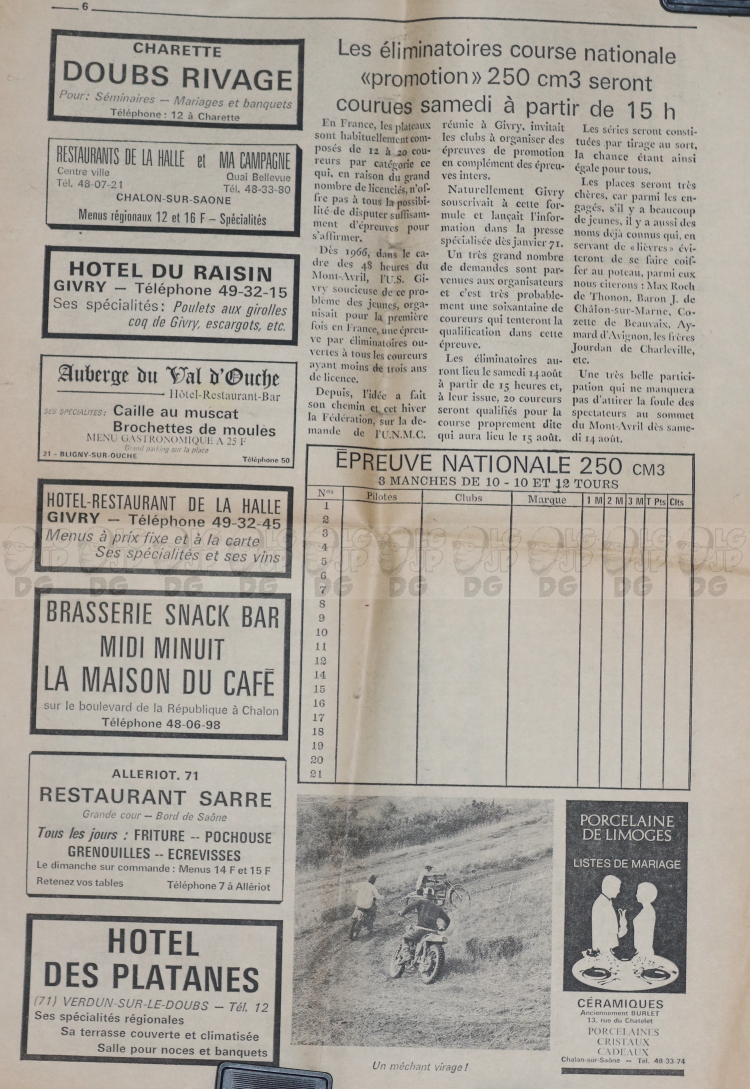 6
CHARETTE
DOUBS RIVAGE
Pour: Séminaires — Mariages et banquets
Téléphone : 12 à Charette
RESTAURANTS DE LA HALLE et MA CAMPAGNE
Centre ville Quai Bellevue
Tél. 48-07-21 Tél. 48-33-80
CHALON-SUR-SAONE
Menus régionaux 12 et 16 F — Spécialités
HOTEL DU RAISIN
GIVRY — Téléphone 49-32-15
Ses spécialités: Poulets aux girolles
coq de Givry, escargots, etc.
Auberge du Val d'Ouche
Hôtel-Restaurant-Bar
SES SPECIALITES: Caille au muscat
Brochettes de moules
MENU GASTRONOMIQUE A 25 F
Grand parking sur la place
21 - BLIGNY-SUR-OUCHE Téléphone 50
HOTEL-RESTAURANT DE LA HALLE
GIVRY — Téléphone 49-32-45
Menus à prix fixe et à la carte
Ses spécialités et ses vins
BRASSERIE SNACK BAR
MIDI MINUIT
LA MAISON DU CAFÉ
sur le boulevard de la République à Chalon
Téléphone 48-06-98
ALLERIOT. 71
RESTAURANT SARRE
Grande cour — Bord de Saône
Tous les jours : FRITURE -- POCHOUSE
GRENOUILLES -- ECREVISSES
Le dimanche sur commande : Menus 14 F et 15 F
Retenez vos tables Téléphone 7 à Allériot
HOTEL
DES PLATANES
(71) VERDUN-SUR-LE-DOUBS — Tél. 12
Ses spécialités régionales
Sa terrasse couverte et climatisée
Salle pour noces et banquets
Les éliminatoires course nationale
«promotion» 250 cm3 seront
courues samedi à partir de 15 h
En France, les plateaux
sont habituellement com-
posés de 12 à 20 cou-
reurs par catégorie ce
qui, en raison du grand
nombre de licenciés, n'of-
fre pas à tous la possibi-
lité de disputer suffisam-
ment d'épreuves pour
s'affirmer.
Dès 1966, dans le ca-
dre des 48 heures du
Mont-Avril, l'U.S. Gi-
vry soucieuse de ce pro-
blème des jeunes, orga-
nisait pour la première
fois en France, une épreu-
ve par éliminatoires ou-
vertes à tous les coureurs
ayant moins de trois ans
de licence.
Depuis, l'idée a fait
son chemin et cet hiver
la Fédération, sur la de-
mande de l'U.N.M.C.
réunie à Givry, invitait
les clubs à organiser des
épreuves de promotion
en complément des épreu-
ves inters.
Naturellement Givry
souscrivait à cette for-
mule et lançait l'infor-
mation dans la presse
spécialisée dès janvier 71.
Un très grand nombre
de demandes sont par-
venues aux organisateurs
et c'est très probable-
ment une soixantaine de
coureurs qui tenteront la
qualification dans cette
épreuve.
Les éliminatoires au-
ront lieu le samedi 14 août
à partir de 15 heures et,
à leur issue, 20 coureurs
seront qualifiés pour la
course proprement dite
qui aura lieu le 15 août.
Les séries seront consti-
tuées par tirage au sort,
la chance étant ainsi
égale pour tous.
Les places seront très
chères, car parmi les en-
gagés, s'il y a beaucoup
de jeunes, il y a aussi des
noms déjà connus qui, en
servant de «lièvres» évi-
teront de se faire coif-
fer au poteau, parmi eux
nous citerons : Max Roch
de Thonon, Baron J. de
Châlon-sur-Marne, Co-
zette de Beauvaix, Ay-
mard d'Avignon, les frères
Jourdan de Charleville,
etc.
Une très belle partici-
pation qui ne manquera
pas d'attirer la foule des
spectateurs au sommet
du Mont-Avril dès same-
di 14 août.
ÉPREUVE NATIONALE 250 CM3
3 MANCHES DE 10 - 10 ET 12 TOURS
Nos Pilotes Clubs Marque 1 M 2 M 3 M T Pts Clts
1
2
3
4
5
6
7
8
9
10
11
12
14
15
16
17
18
19
20
21
Un méchant virage !
PORCELAINE
DE LIMOGES
LISTES DE MARIAGE
CÉRAMIQUES
Anciennement BURLET
13, rue du Chatelet
PORCELAINES
CRISTAUX
CADEAUX
Chalon-sur-Saône — Tél. 48-33-74